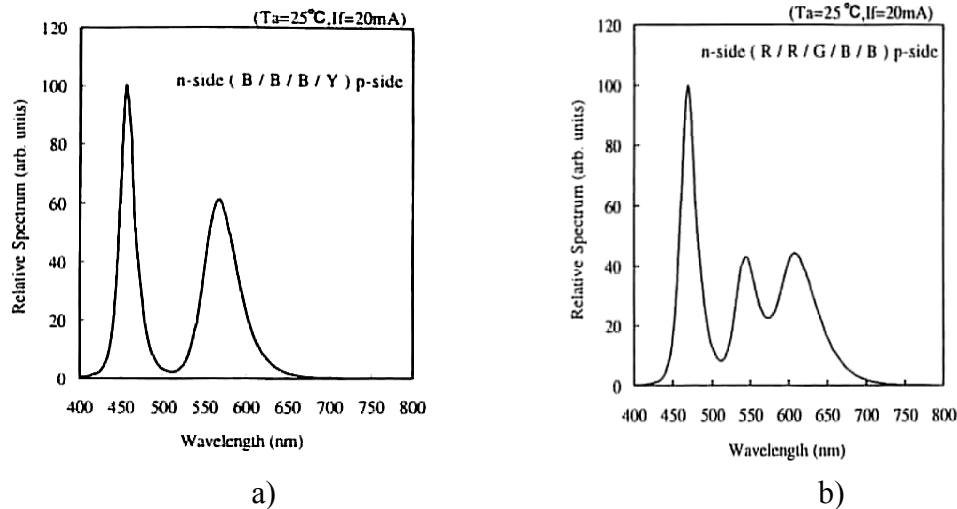 (Ta=25℃,If=20mA)
n-side ( B / B / B / Y ) p-side
Relative Spectrum (arb. units)
120
100
80
60
40
20
0
400 450 500 550 600 650 700 750 800
Wavelength (nm)
a)
(Ta=25℃,If=20mA)
n-side ( R / R / G / B / B ) p-side
Relative Spectrum (arb. units)
120
100
80
60
40
20
0
400 450 500 550 600 650 700 750 800
Wavelength (nm)
b)